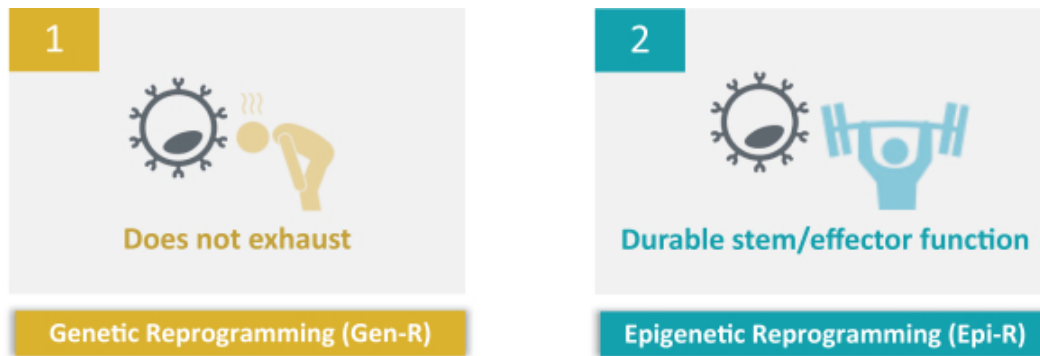 1
Does not exhaust
Genetic Reprogramming (Gen-R)
2
Durable stem/effector function
Epigenetic Reprogramming (Epi-R)